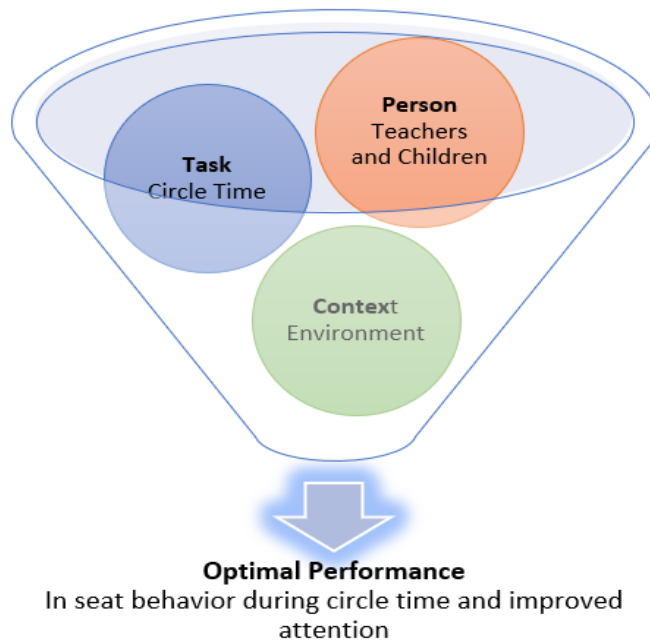 Person
Teachers
and Children
Task
Circle Time
Context
Environment
Optimal Performance
In seat behavior during circle time and improved
attention